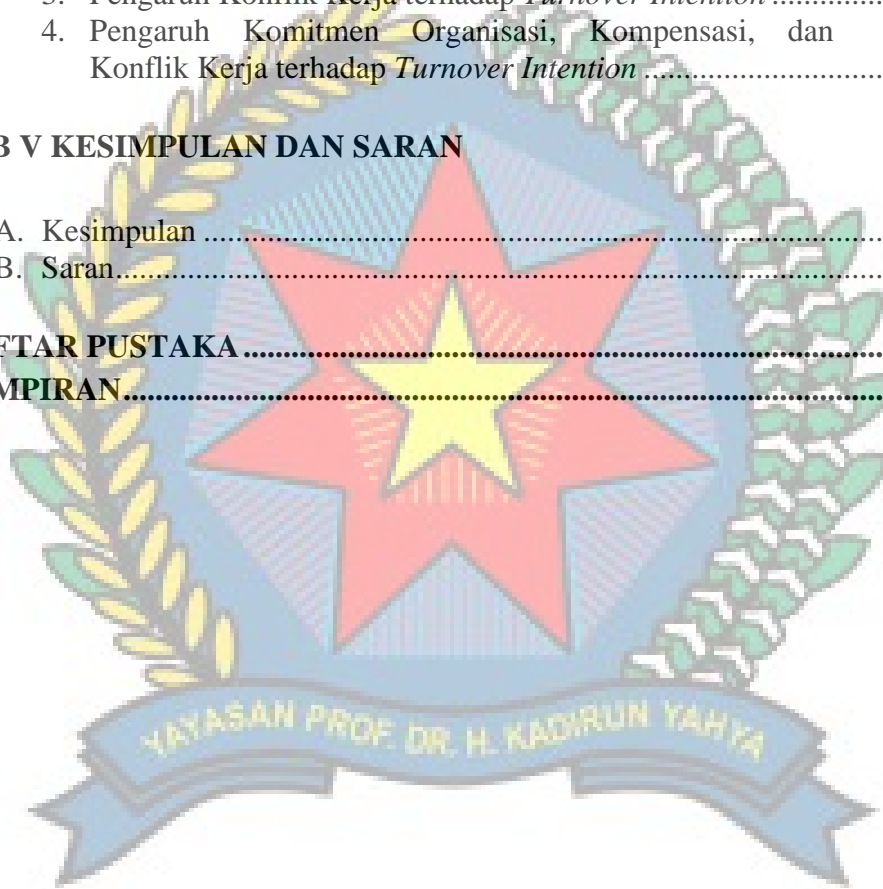 3. Pengaruh Konflik Kerja terhadap Turnover Intention ..............
4. Pengaruh Komitmen Organisasi, Kompensasi, dan
Konflik Kerja terhadap Turnover Intention ..............................
B V KESIMPULAN DAN SARAN
A. Kesimpulan ....................................................................................
B. Saran................................................................................................
FTAR PUSTAKA..............................................................................
MPIRAN............................................................................................
YAYASAN PROF. DR. H. KADIRUN YAHYA